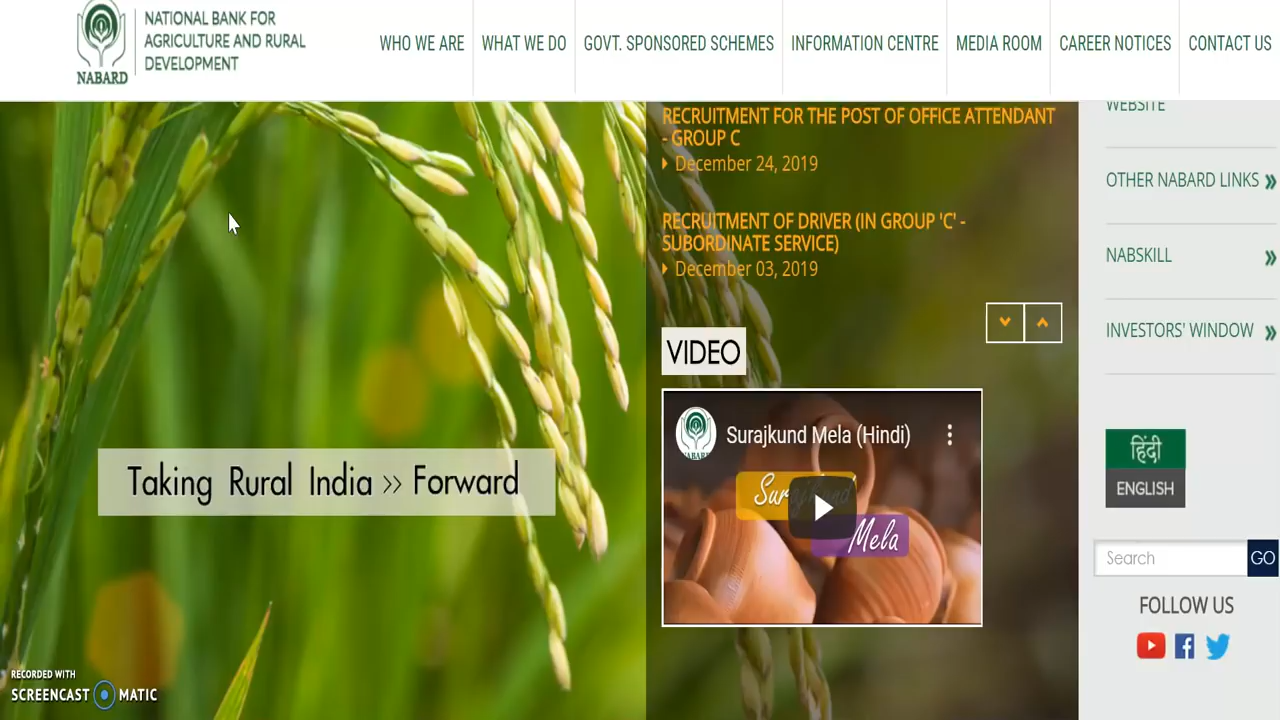 NATIONAL BANK FOR
AGRICULTURE AND RURAL
DEVELOPMENT
NABARD
WHO WE ARE
WHAT WE DO
GOVT. SPONSORED SCHEMES
INFORMATION CENTRE
MEDIA ROOM
CAREER NOTICES
CONTACT US
RECRUITMENT FOR THE POST OF OFFICE ATTENDANT
- GROUP C
December 24, 2019
RECRUITMENT OF DRIVER (IN GROUP 'C' -
SUBORDINATE SERVICE)
December 03, 2019
VIDEO
NABARD
Surajkund Mela (Hindi)
Surajkund
Mela
Taking Rural India >> Forward
WEBSITE
OTHER NABARD LINKS
NABSKILL
INVESTORS' WINDOW
हिंदी
ENGLISH
Search
GO
FOLLOW US
RECORDED WITH
SCREENCAST MATIC